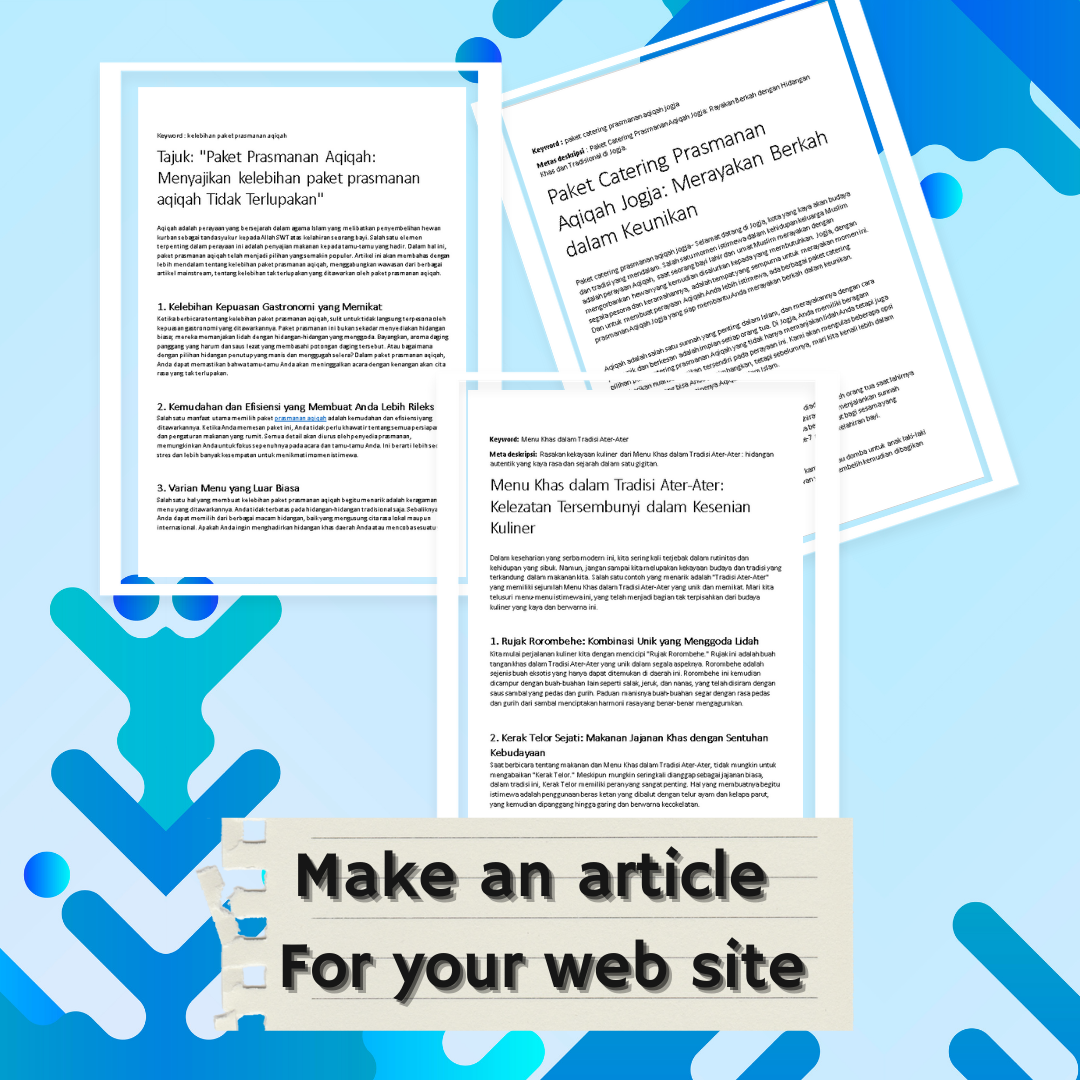 Keyword : kelebihan paket prasmanan aqiqah
Tajuk: "Paket Prasmanan Aqiqah:
Menyajikan kelebihan paket prasmanan
aqiqah Tidak Terlupakan"
Aqiqah adalah perayaan yang bersejarah dalam agama Islam yang melibatkan penyembelihan hewan
kurban sebagai tanda syukur kepada Allah SWT atas kelahiran seorang bayi. Salah satu elemen
terpenting dalam perayaan ini adalah penyajian makanan kepada tamu-tamu yang hadir. Dalam hal ini,
paket prasmanan aqiqah telah menjadi pilihan yang semakin populer. Artikel ini akan membahas dengan
lebih mendalam tentang kelebihan paket prasmanan aqiqah, menggabungkan wawasan dari berbagai
artikel mainstream, tentang kelebihan tak terlupakan yang ditawarkan oleh paket prasmanan aqiqah.
1. Kelebihan Kepuasan Gastronomi yang Memikat
Ketika berbicara tentang kelebihan paket prasmanan aqiqah, sulit untuk tidak langsung terpesona oleh
kepuasan gastronomi yang ditawarkannya. Paket prasmanan ini bukan sekadar menyediakan hidangan
biasa; mereka memanjakan lidah dengan hidangan-hidangan yang menggoda. Bayangkan, aroma daging
panggang yang harum dan saus lezat yang membasahi potongan daging tersebut. Atau bagaimana
dengan pilihan hidangan penutup yang manis dan menggugah selera? Dalam paket prasmanan aqiqah,
Anda dapat memastikan bahwa tamu-tamu Anda akan meninggalkan acara dengan kenangan akan cita
rasa yang tak terlupakan.
2. Kemudahan dan Efisiensi yang Membuat Anda Lebih Rileks
Salah satu manfaat utama memilih paket prasmanan aqiqah adalah kemudahan dan efisiensi yang
ditawarkannya. Ketika Anda memesan paket ini, Anda tidak perlu khawatir tentang semua persiapa
dan pengaturan makanan yang rumit. Semua detail akan diurus oleh penyedia prasmanan,
memungkinkan Anda untuk fokus sepenuhnya pada acara dan tamu-tamu Anda. Ini berarti lebih sed
stres dan lebih banyak kesempatan untuk menikmati momen istimewa.
3. Varian Menu yang Luar Biasa
Salah satu hal yang membuat kelebihan paket prasmanan aqiqah begitu menarik adalah keragaman
menu yang ditawarkan. Anda tidak terbatas pada hidangan-hidangan tradisional saja. Sebaliknya
Anda dapat memilih dari berbagai macam hidangan, baik yang mengusung cita rasa lokal maupun
internasional. Apakah Anda ingin menghadirkan hidangan khas daerah Anda atau mencoba sesuatu
Keyword : paket catering prasmanan aqiqah jogja
Metas deskripsi : Paket Catering Prasmanan Aqiqah Jogja: Rayakan Berkah dengan Hidangan
Khas dan Tradisional di Jogja.
Paket Catering Prasmanan
Aqiqah Jogja: Merayakan Berkah
dalam Keunikan
Paket catering prasmanan aqiqah jogja- Selamat datang di Jogja, kota yang kaya akan budaya
dan tradisi yang mendalam. Salah satu momen istimewa dalam kehidupan keluarga Muslim
adalah perayaan Aqiqah, saat seorang bayi lahir dan umat Muslim merayakan dengan
mengorbankan hewan yang kemudian disalurkan kepada yang membutuhkan. Jogja, dengan
segala pesona dan keramahannya, adalah tempat yang sempurna untuk merayakan momen ini.
Dan untuk membuat perayaan Aqiqah Anda lebih istimewa, ada berbagai paket catering
prasmanan Aqiqah Jogja yang siap membantu Anda merayakan berkah dalam keunikan.
Aqiqah adalah salah satu sunnah yang penting dalam Islam, dan merayakannya dengan cara
dan berkesan adalah impian setiap orang tua. Di Jogja, Anda memiliki beragam
catering prasmanan Aqiqah yang tidak hanya memanjakan lidah Anda tetapi juga
tersendiri pada perayaan ini. Kami akan mengulas beberapa opsi
tetapi sebelumnya, mari kita kenali lebih dalam
Islam.
orang tua saat lahirnya
menjalankan sunnah
bagi sesama yang
kelahiran bayi.
domba untuk anak laki-laki
kemudian dibagikan
Keyword: Menu Khas dalam Tradisi Ater-Ater
Meta deskripsi: Rasakan kekayaan kuliner dari Menu Khas dalam Tradisi Ater-Ater : hidangan
autentik yang kaya rasa dan sejarah dalam satu gigitan.
Menu Khas dalam Tradisi Ater-Ater:
Kelezatan Tersembunyi dalam Kesenian
Kuliner
Dalam keseharian yang serba modern ini, kita sering kali terjebak dalam rutinitas dan
kehidupan yang sibuk. Namun, jangan sampai kita melupakan kekayaan budaya dan tradisi yang
terkandung dalam makanan kita. Salah satu contoh yang menarik adalah "Tradisi Ater-Ater"
yang memiliki sejumlah Menu Khas dalam Tradisi Ater-Ater yang unik dan memikat. Mari kita
telusuri menu-menu istimewa ini, yang telah menjadi bagian tak terpisahkan dari budaya
kuliner yang kaya dan berwarna ini.
1. Rujak Rorombehe: Kombinasi Unik yang Menggoda Lidah
Kita mulai perjalanan kuliner kita dengan mencicipi "Rujak Rorombehe." Rujak ini adalah buah
tangan khas dalam Tradisi Ater-Ater yang unik dalam segala aspeknya. Rorombehe adalah
sejenis buah eksotis yang hanya dapat ditemukan di daerah ini. Rorombehe ini kemudian
dicampur dengan buah-buahan lain seperti salak, jeruk, dan nanas, yang telah disiram dengan
saus sambal yang pedas dan gurih. Paduan manisnya buah-buahan segar dengan rasa pedas
dan gurih dari sambal menciptakan harmoni rasa yang benar-benar mengagumkan.
2. Kerak Telor Sejati: Makanan Jajanan Khas dengan Sentuhan
Kebudayaan
Saat berbicara tentang makanan dan Menu Khas dalam Tradisi Ater-Ater, tidak mungkin untuk
mengabaikan "Kerak Telor." Meskipun mungkin seringkali dianggap sebagai jajanan biasa,
dalam tradisi ini, Kerak Telor memiliki peran yang sangat penting. Hal yang membuatnya begitu
istimewa adalah penggunaan beras ketan yang dibalut dengan telur ayam dan kelapa parut,
yang kemudian dipanggang hingga garing dan berwarna kecokelatan.
Make an article
For your web site